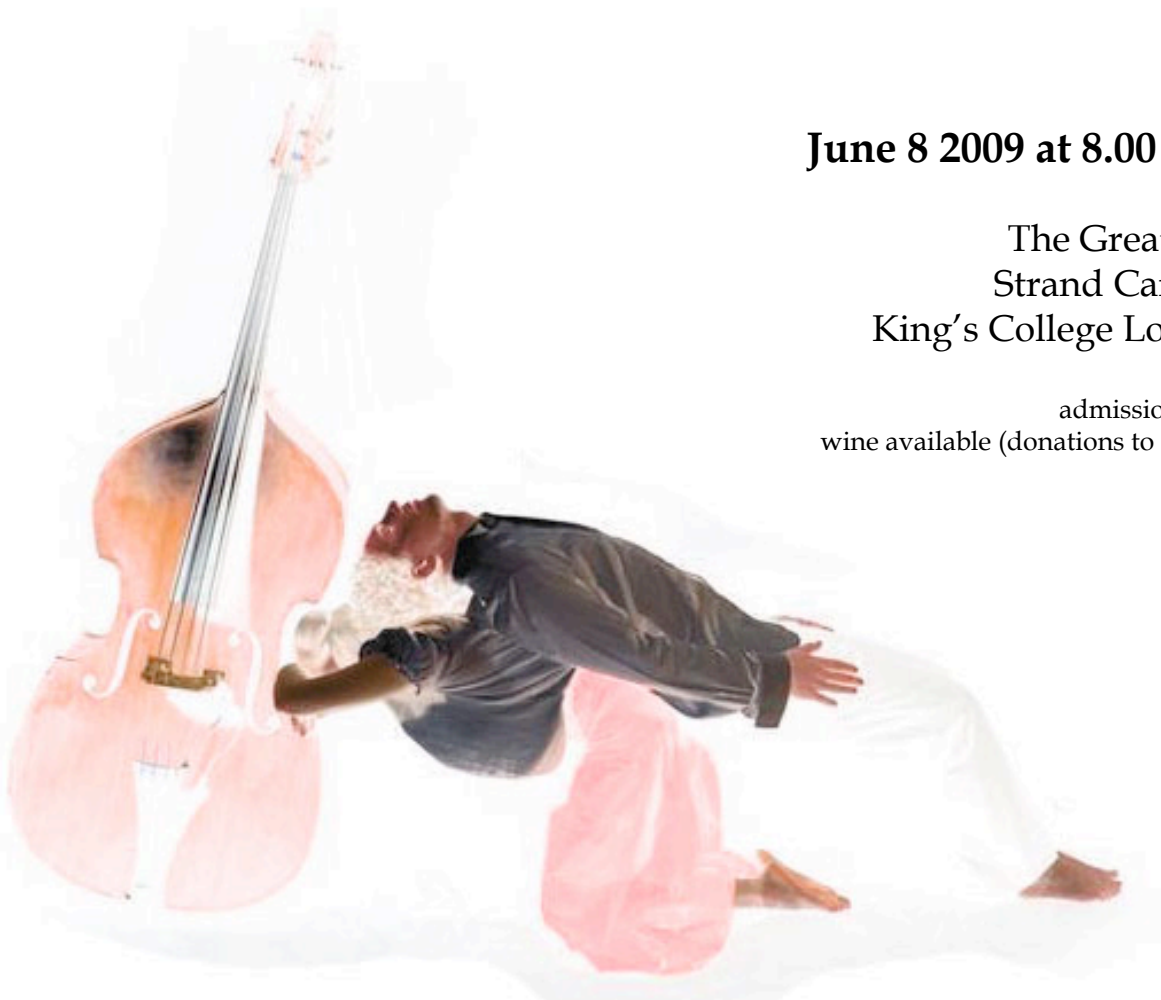 June 8 2009 at 8.00
The Grea
Strand Ca
King's College Lo
admissio
wine available (donations to